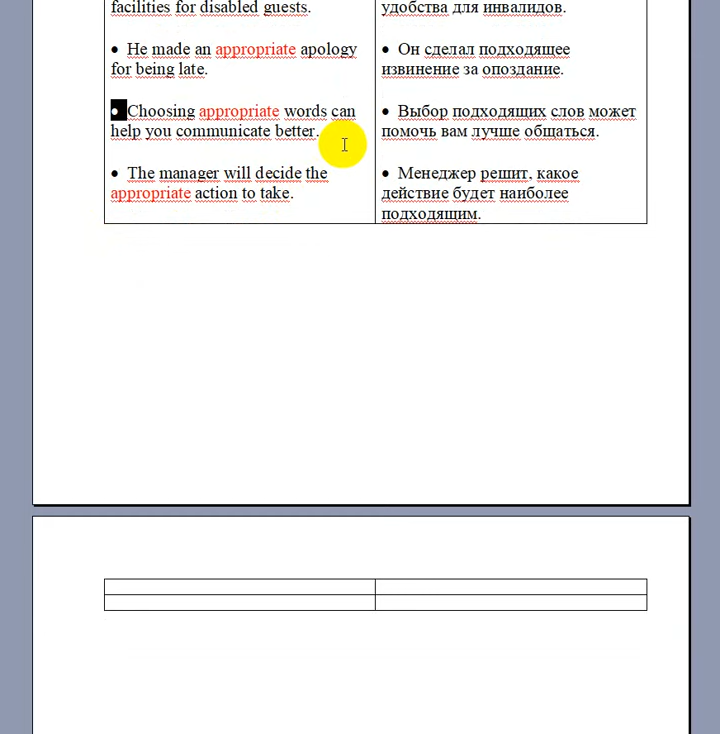 facilities for disabled guests.
● He made an appropriate apology
for being late.
● Choosing appropriate words can
help you communicate better.
● The manager will decide the
appropriate action to take.
удобства для инвалидов.
● Он сделал подходящее
извинение за опоздание.
● Выбор подходящих слов может
помочь вам лучше общаться.
● Менеджер решит, какое
действие будет наиболее
подходящим.